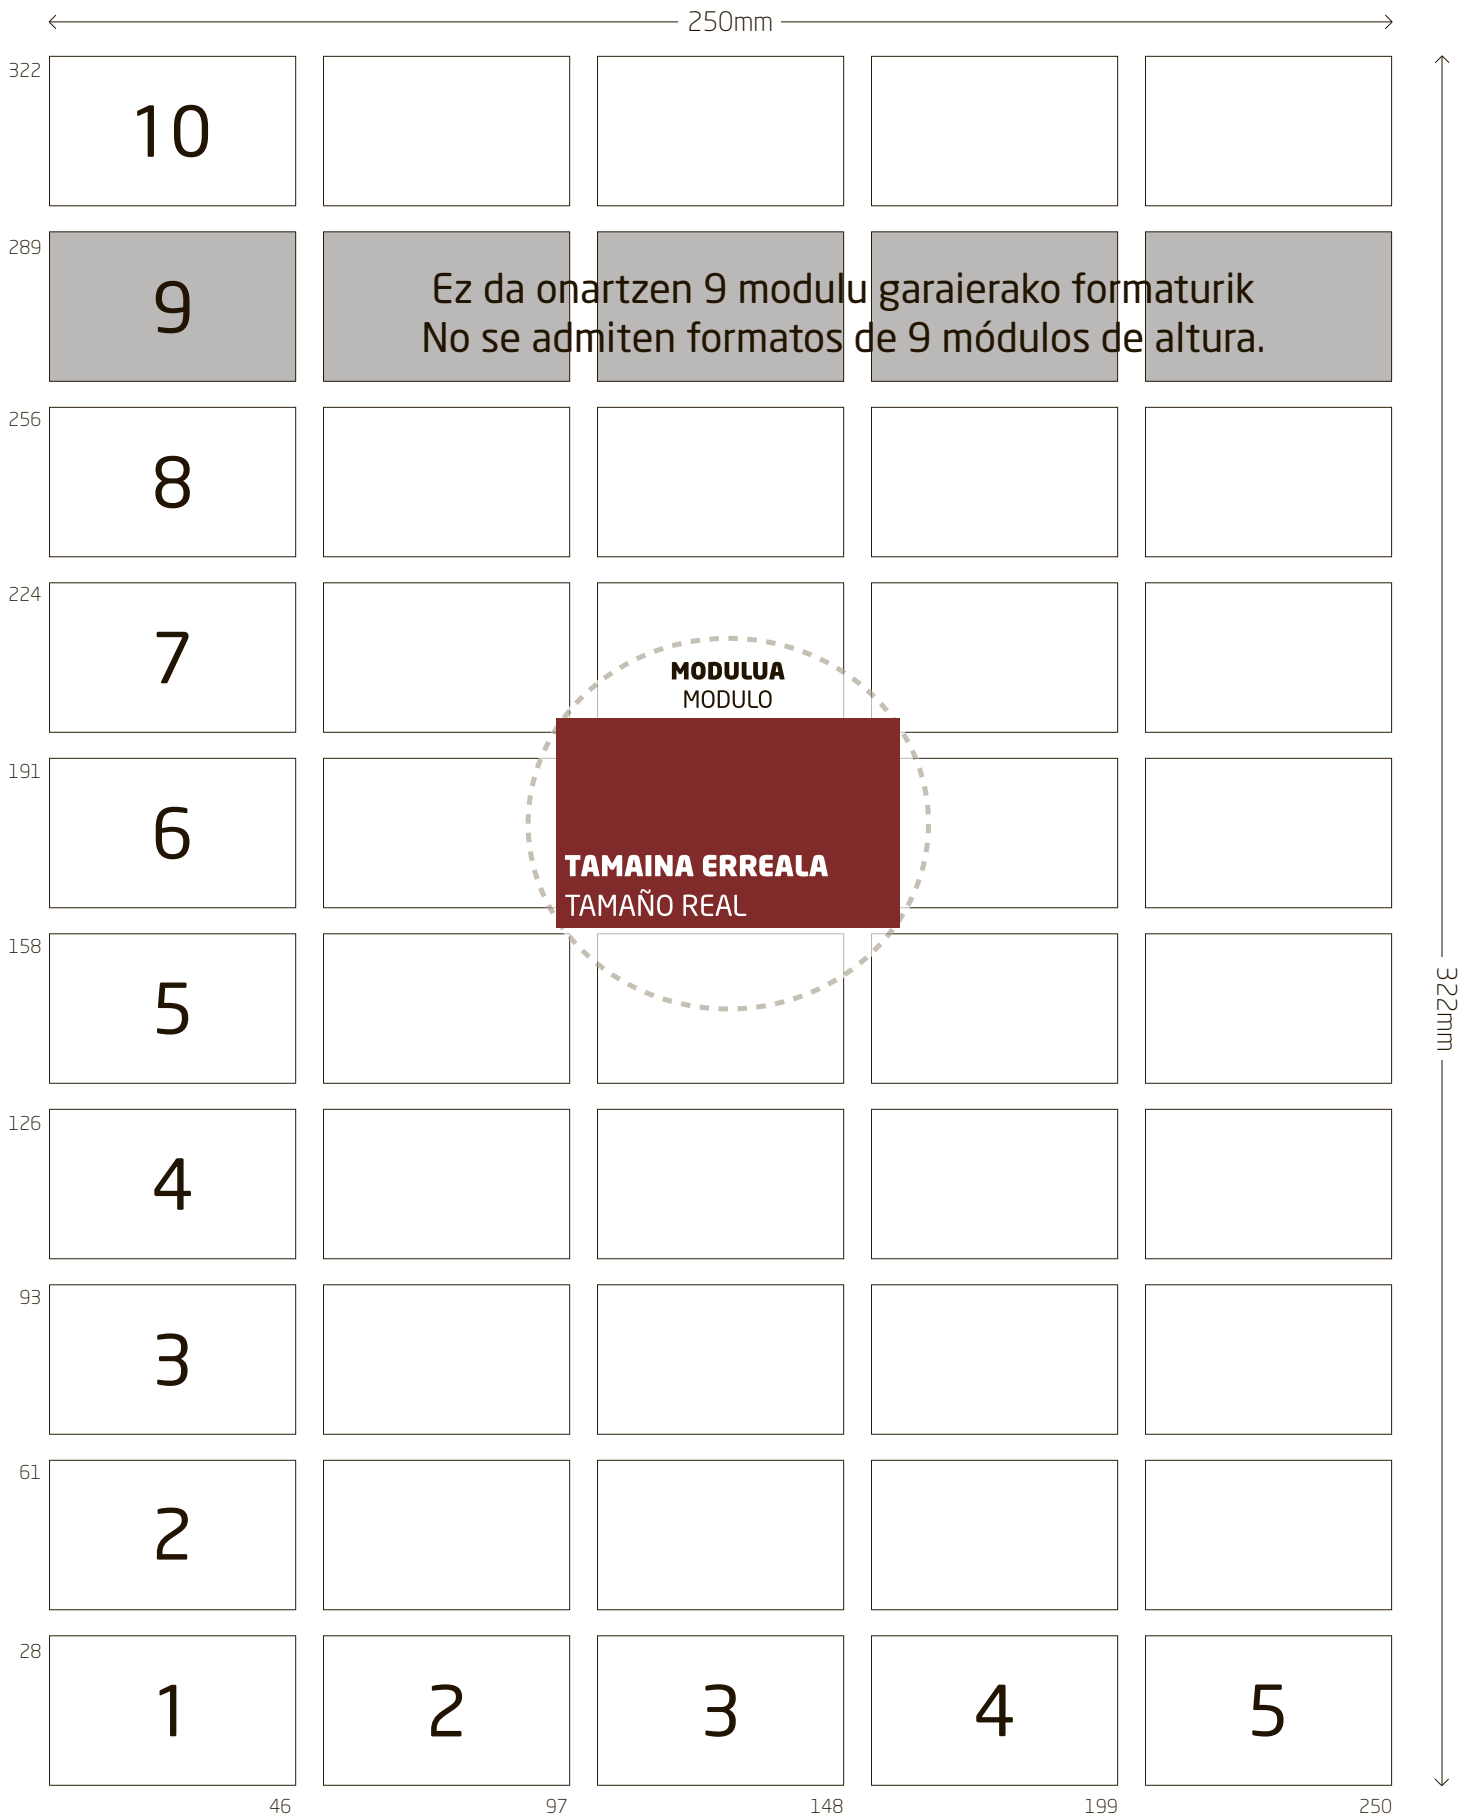 250mm
322
10
289
9
Ez da onartzen 9 modulu garaierako formaturik
No se admiten formatos de 9 módulos de altura.
256
8
224
7
MODULUA
MODULO
191
6
TAMAINA ERREALA
TAMAÑO REAL
158
5
322mm
126
4
93
3
61
2
28
1 2 3 4 5
46 97 148 199 250